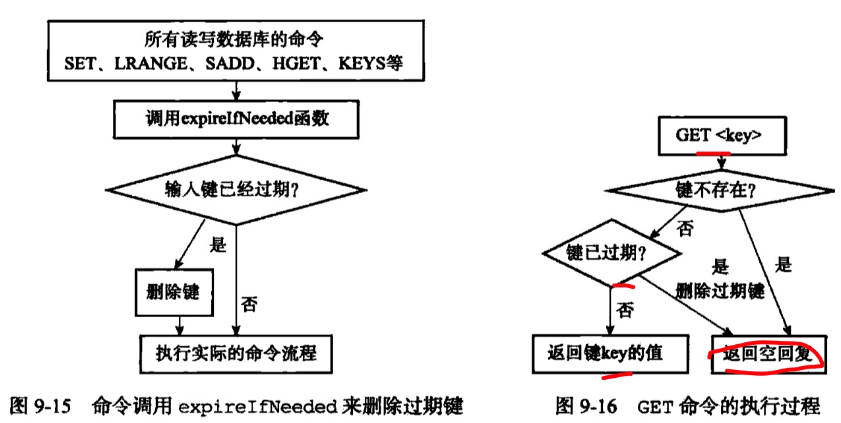 所有读写数据库的命令
SET、LRANGE、SADD、HGET、KEYS等
调用expireIfNeeded函数
输入键已经过期?
是
删除键
否
执行实际的命令流程
图 9-15 命令调用 expireIfNeeded 来删除过期键
GET <key>
键不存在?
否
键已过期?
是
删除过期键
是
否
返回键key的值
返回空回复
图 9-16 GET 命令的执行过程